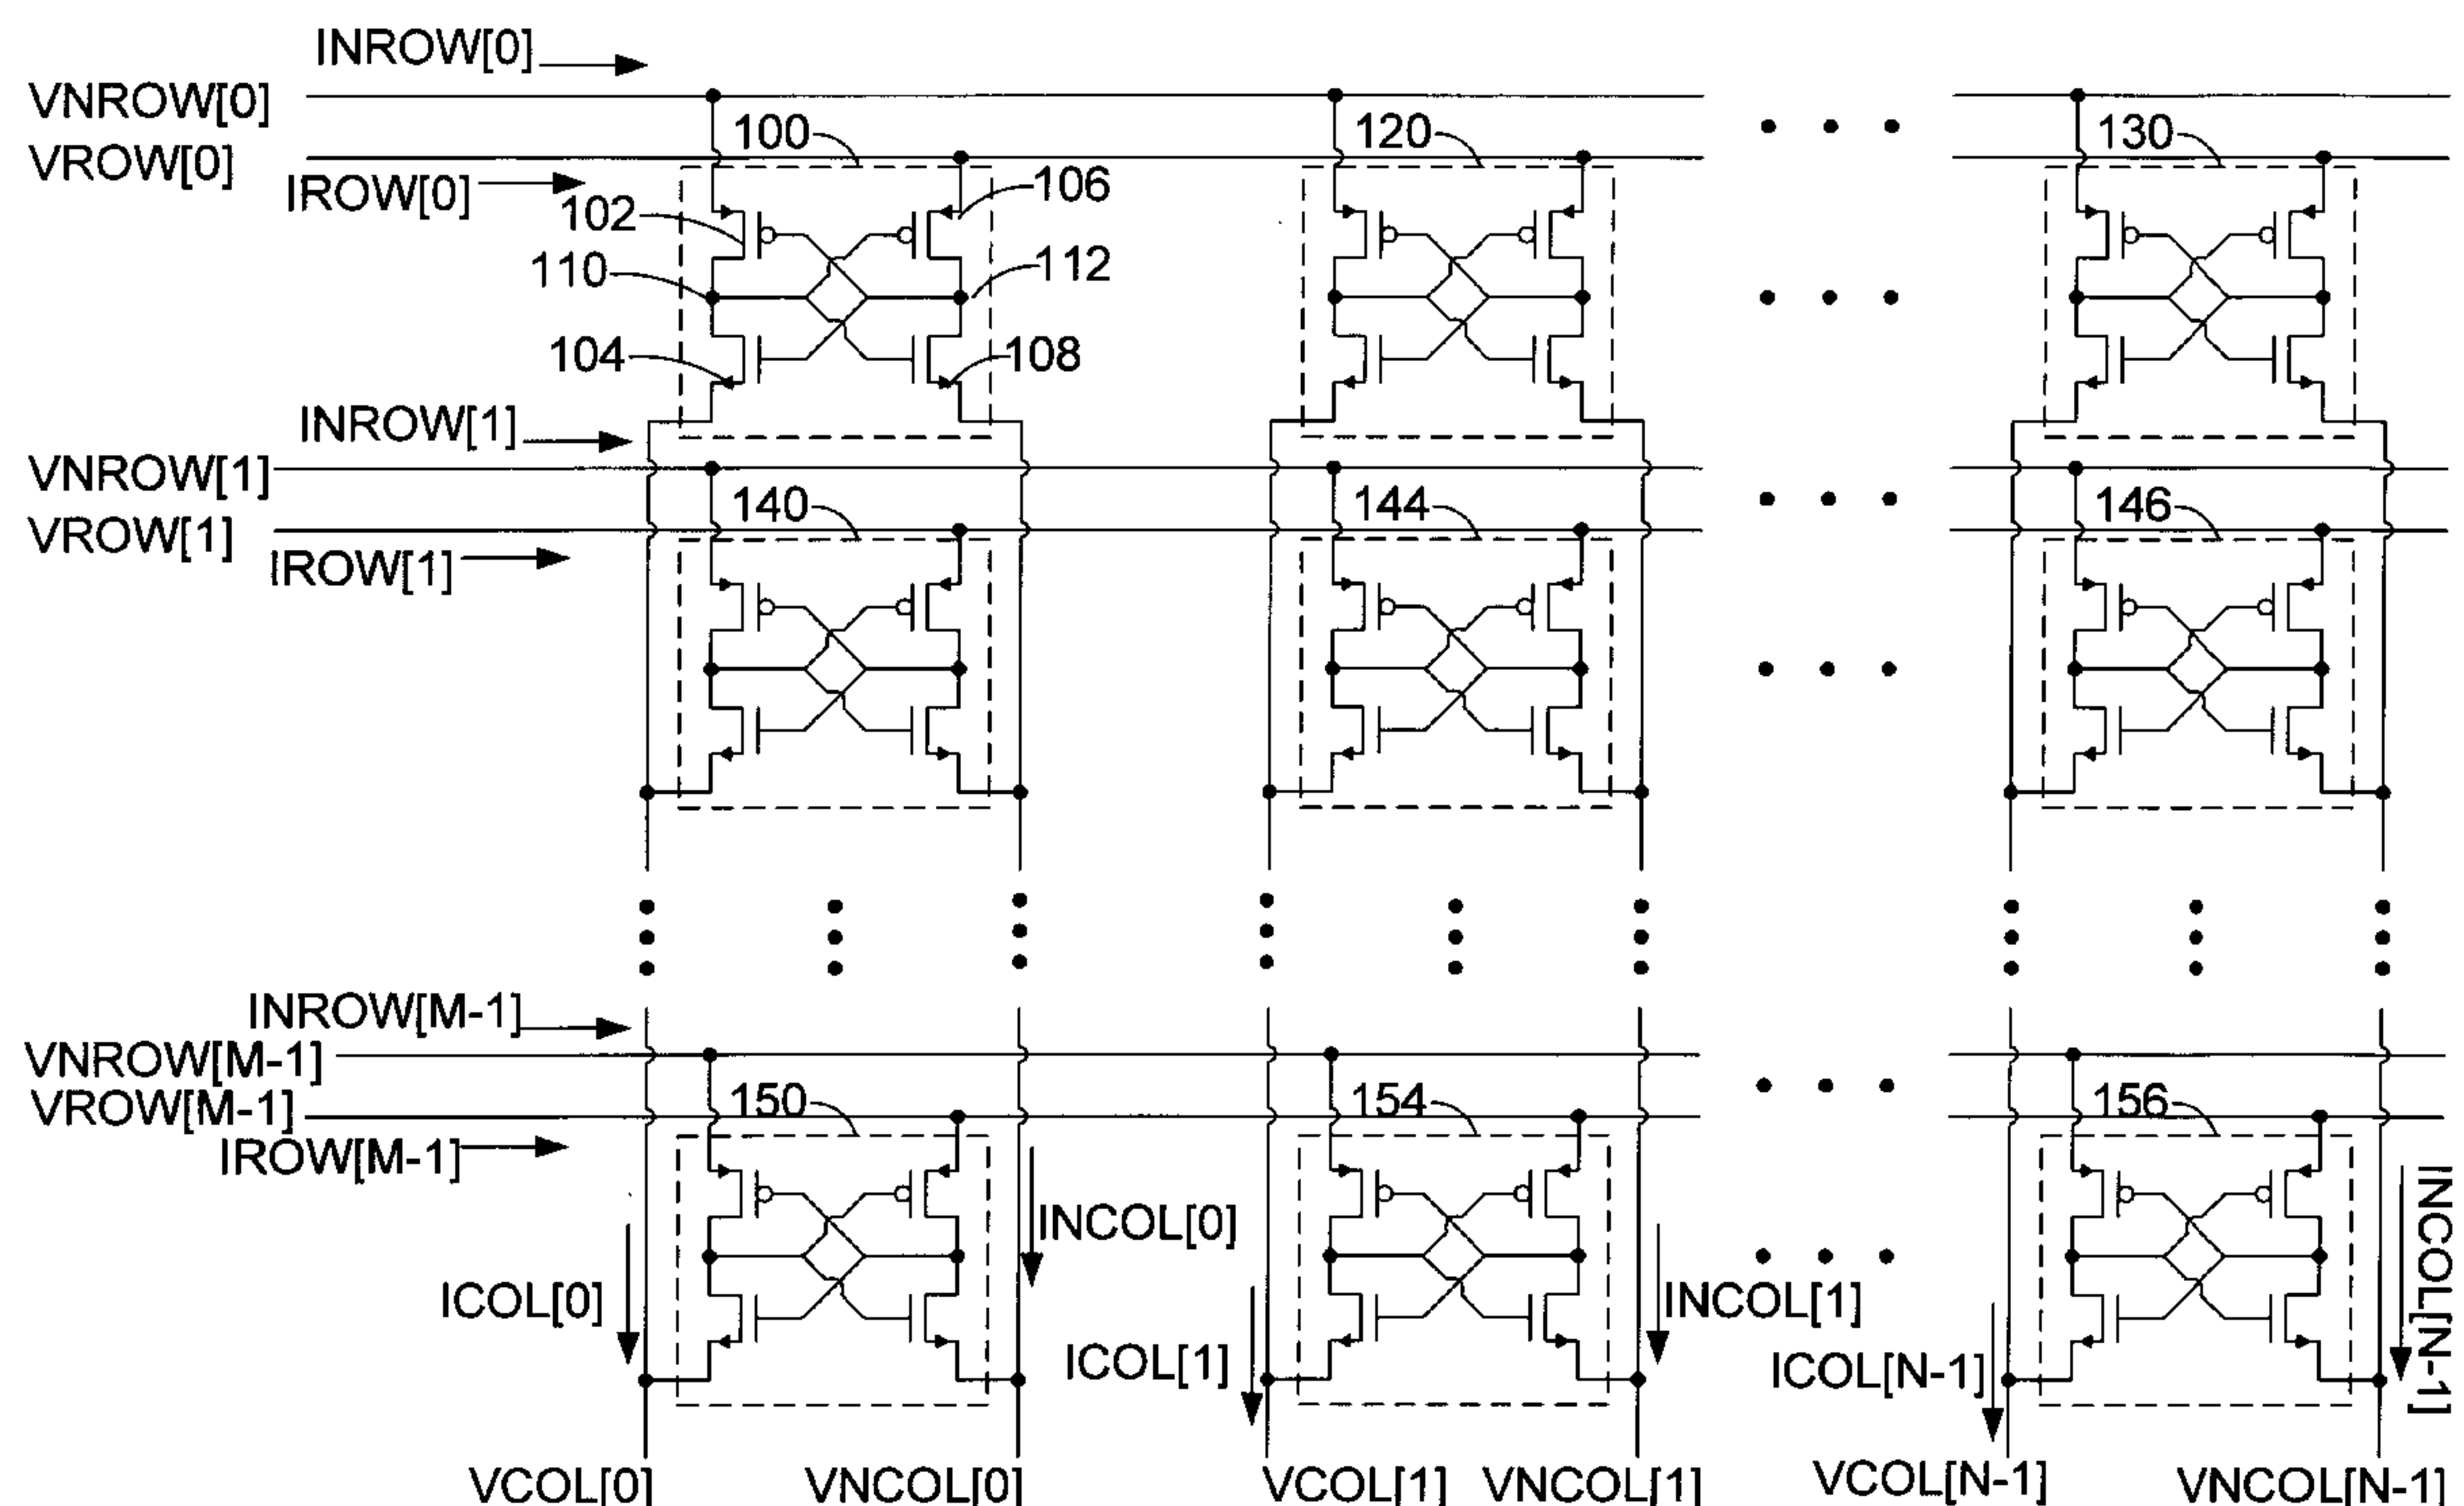 INROW[0]
VNROW[0]
100
120
130
VROW[0]
IROW[0]
106
102
110
112
104
108
INROW[1]
VNROW[1]
140
144
146
VROW[1]
IROW[1]
INROW[M-1]
VNROW[M-1]
VROW[M-1]
150
154
156
IROW[M-1]
INCOL[0]
INCOL[N-1]
ICOL[0]
INCOL[1]
ICOL[1]
ICOL[N-1]
VCOL[0]
VNCOL[0]
VCOL[1]
VNCOL[1]
VCOL[N-1]
VNCOL[N-1]